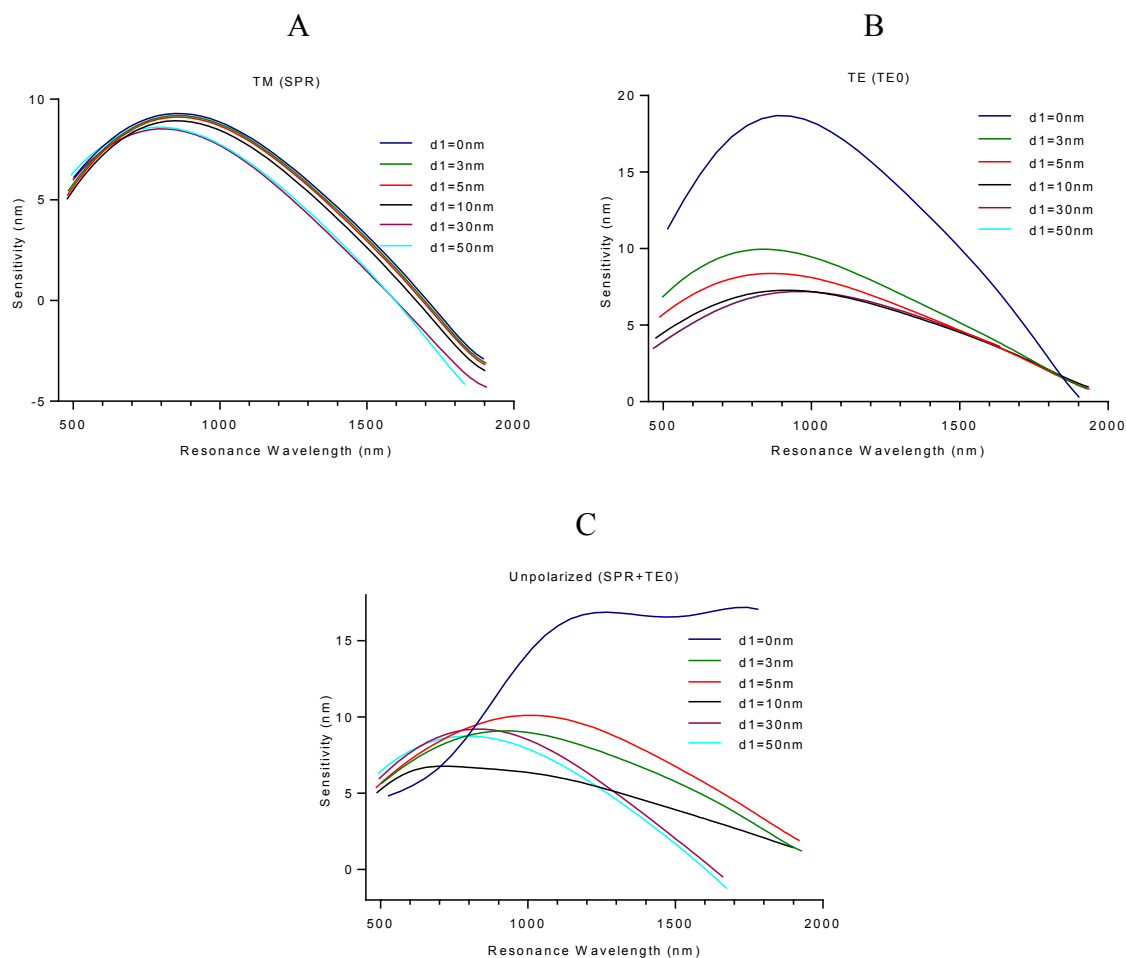 A
TM (SPR)
10
5
0
-5
Sensitivity (nm)
500 1000 1500 2000
Resonance Wavelength (nm)
d1=0nm
d1=3nm
d1=5nm
d1=10nm
d1=30nm
d1=50nm
B
TE (TE0)
20
15
10
5
0
Sensitivity (nm)
500 1000 1500 2000
Resonance Wavelength (nm)
d1=0nm
d1=3nm
d1=5nm
d1=10nm
d1=30nm
d1=50nm
C
Unpolarized (SPR+TE0)
15
10
5
0
Sensitivity (nm)
500 1000 1500 2000
Resonance Wavelength (nm)
d1=0nm
d1=3nm
d1=5nm
d1=10nm
d1=30nm
d1=50nm